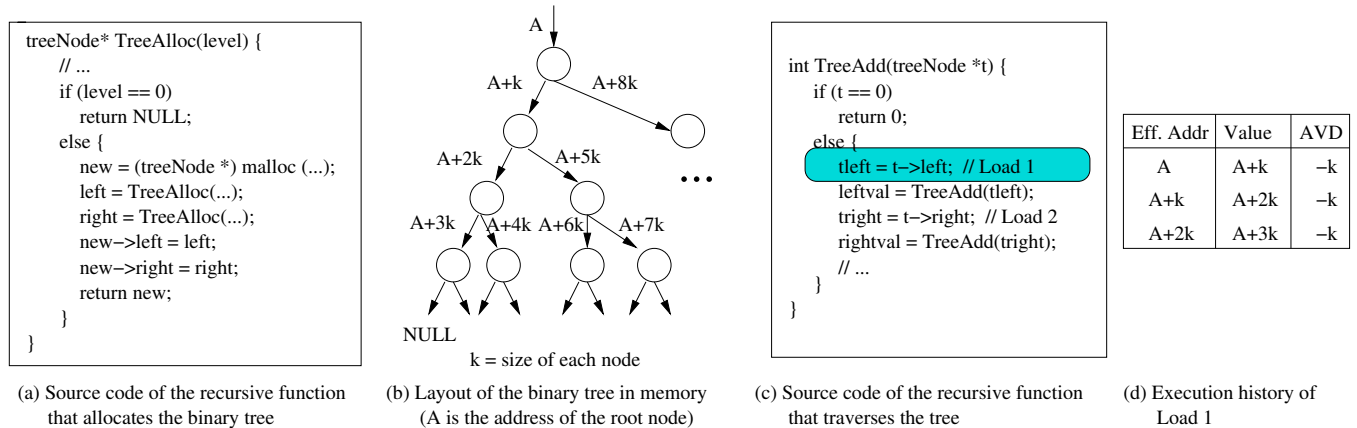 treeNode* TreeAlloc(level) {
// ...
if (level == 0)
return NULL;
else {
new = (treeNode *) malloc (...);
left = TreeAlloc(...);
right = TreeAlloc(...);
new->left = left;
new->right = right;
return new;
}
}
(a) Source code of the recursive function
that allocates the binary tree
A
A+k
A+8k
A+2k
A+5k
...
A+3k
A+4k
A+6k
A+7k
NULL
k = size of each node
(b) Layout of the binary tree in memory
(A is the address of the root node)
int TreeAdd(treeNode *t) {
if (t == 0)
return 0;
else {
tleft = t->left; // Load 1
leftval = TreeAdd(tleft);
tright = t->right; // Load 2
rightval = TreeAdd(tright);
// ...
}
}
(c) Source code of the recursive function
that traverses the tree
Eff. Addr Value AVD
A A+k −k
A+k A+2k −k
A+2k A+3k −k
(d) Execution history of
Load 1